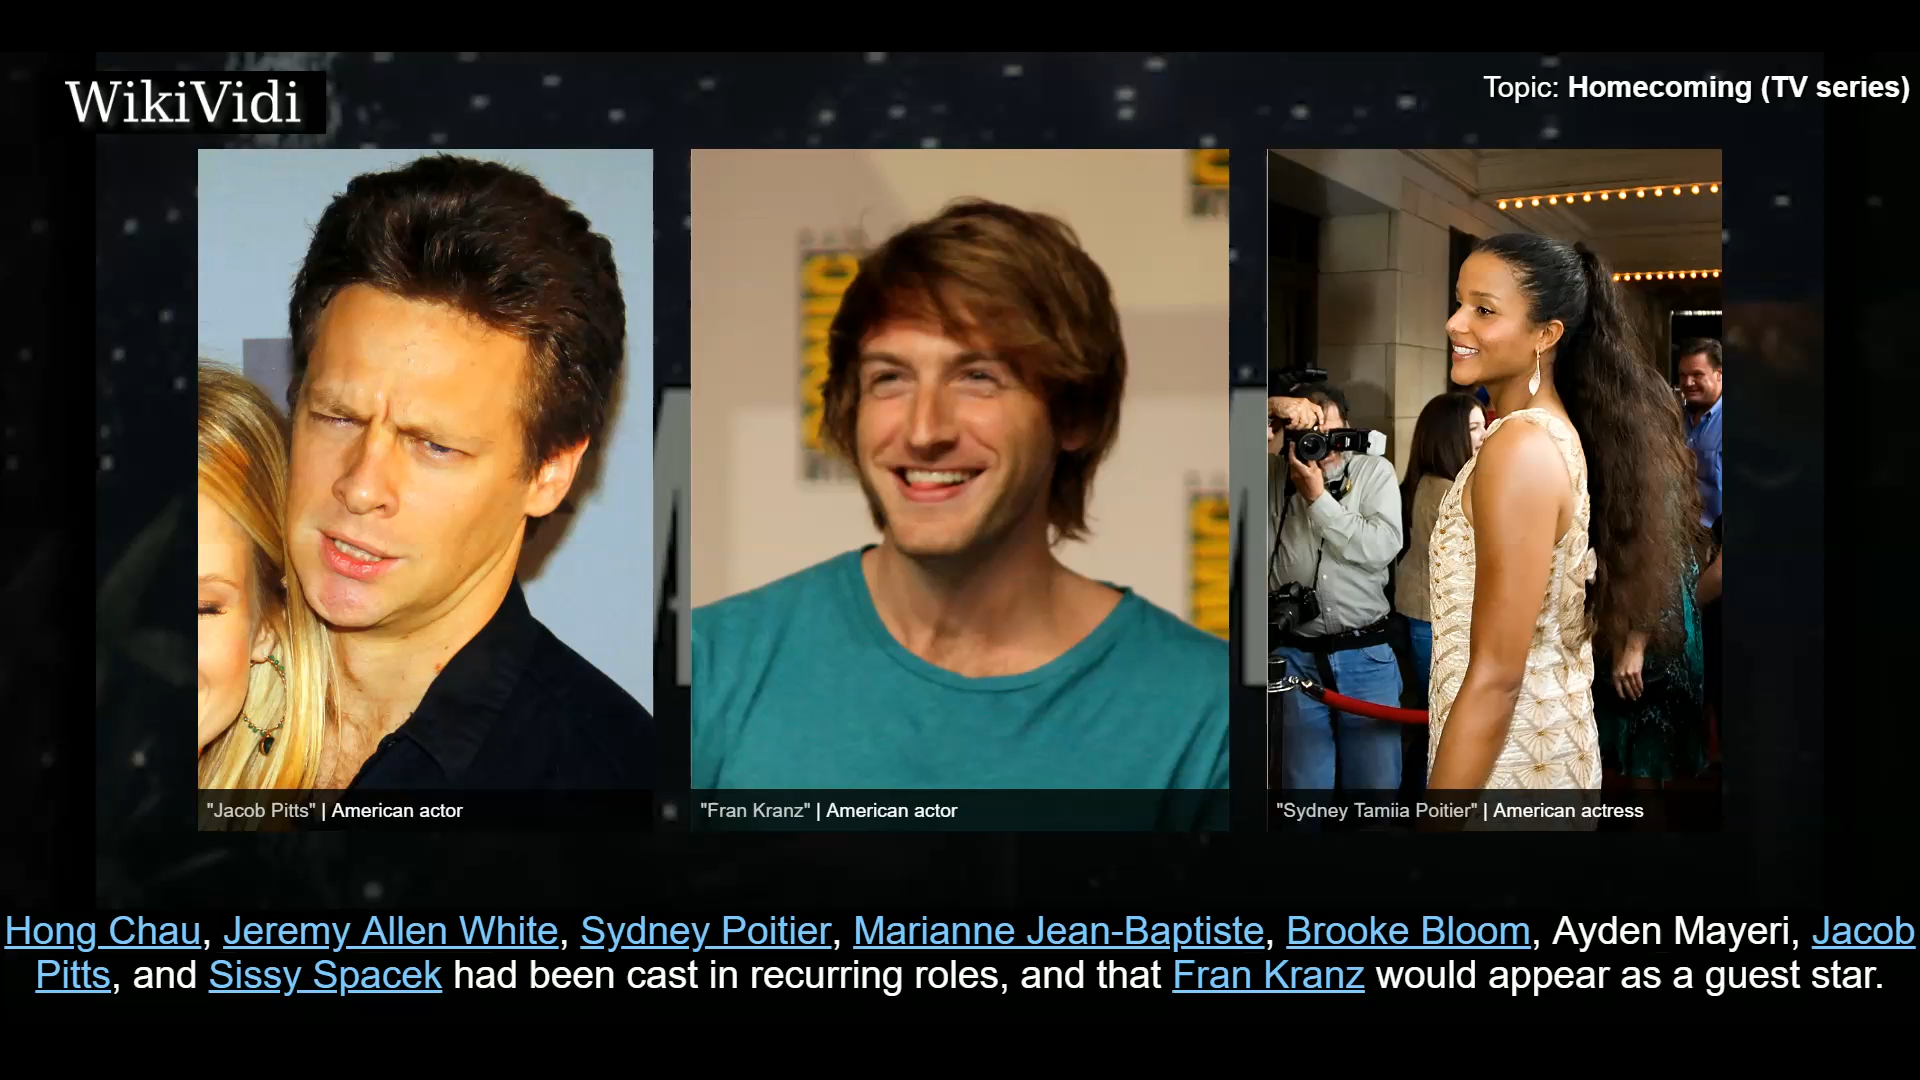 WikiVidi
Topic: Homecoming (TV series)
"Jacob Pitts" | American actor
"Fran Kranz" | American actor
"Sydney Tamiia Poitier" | American actress
Hong Chau, Jeremy Allen White, Sydney Poitier, Marianne Jean-Baptiste, Brooke Bloom, Ayden Mayeri, Jacob
Pitts, and Sissy Spacek had been cast in recurring roles, and that Fran Kranz would appear as a guest star.